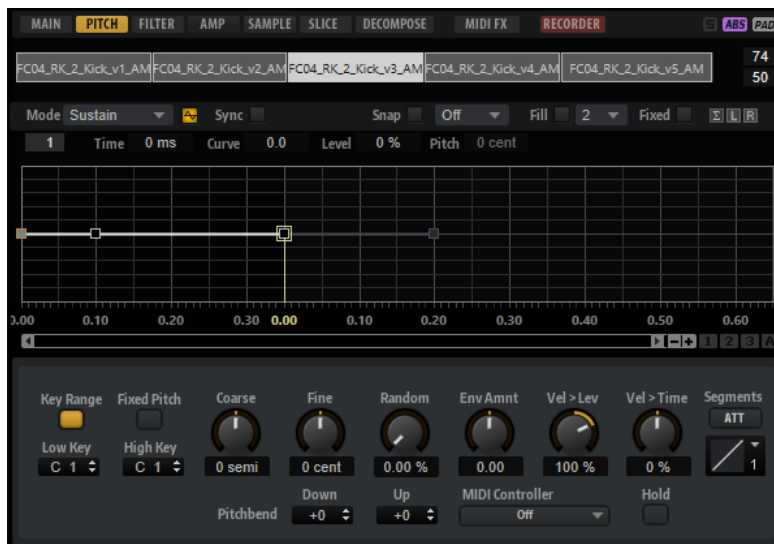 MAIN PITCH FILTER AMP SAMPLE SLICE DECOMPOSE MIDI FX RECORDER S ABS PAD
FC04_RK_2_Kick_v1_AM FC04_RK_2_Kick_v2_AM FC04_RK_2_Kick_v3_AM FC04_RK_2_Kick_v4_AM FC04_RK_2_Kick_v5_AM 74
50
Mode Sustain Sync Snap Off Fill 2 Fixed Σ L R
1 Time 0 ms Curve 0.0 Level 0 % Pitch 0 cent
0.00 0.10 0.20 0.30 0.00 0.10 0.20 0.30 0.40 0.50 0.60
1 2 3 A
Key Range Fixed Pitch Coarse Fine Random Env Amnt Vel > Lev Vel > Time Segments
ATT
Low Key High Key
C 1 C 1 0 semi 0 cent 0.00 % 0.00 100 % 0 % 1
Down Up MIDI Controller Hold
Pitchbend +0 +0 Off